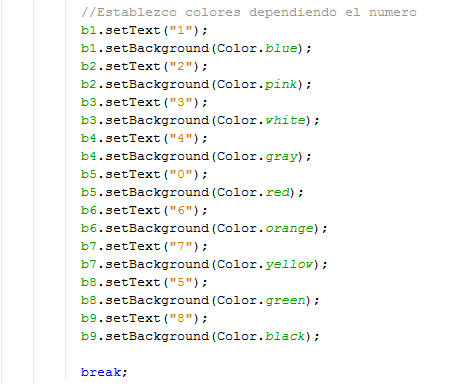 //Establezco colores dependiendo el numero
b1.setText("1");
b1.setBackground(Color.blue);
b2.setText("2");
b2.setBackground(Color.pink);
b3.setText("3");
b3.setBackground(Color.white);
b4.setText("4");
b4.setBackground(Color.gray);
b5.setText("0");
b5.setBackground(Color.red);
b6.setText("6");
b6.setBackground(Color.orange);
b7.setText("7");
b7.setBackground(Color.yellow);
b8.setText("5");
b8.setBackground(Color.green);
b9.setText("8");
b9.setBackground(Color.black);
break;